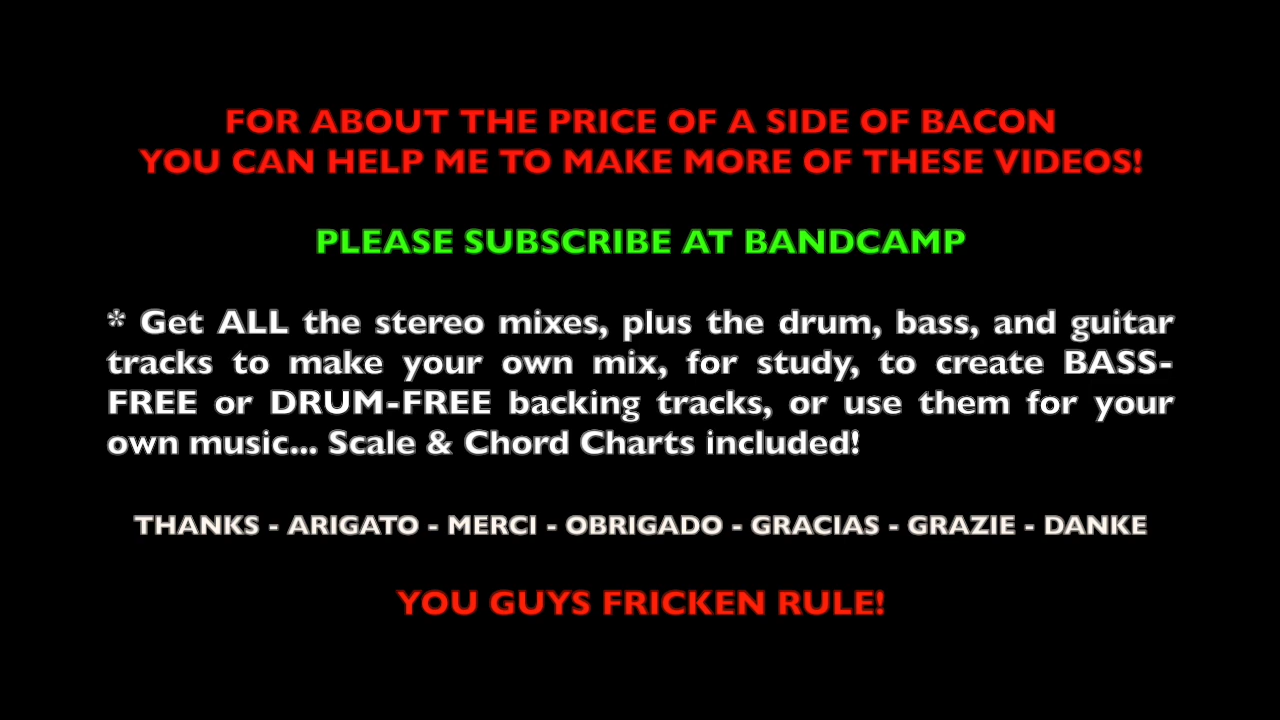 FOR ABOUT THE PRICE OF A SIDE OF BACON
YOU CAN HELP ME TO MAKE MORE OF THESE VIDEOS!
PLEASE SUBSCRIBE AT BANDCAMP
* Get ALL the stereo mixes, plus the drum, bass, and guitar
tracks to make your own mix, for study, to create BASS-
FREE or DRUM-FREE backing tracks, or use them for your
own music... Scale & Chord Charts included!
THANKS - ARIGATO - MERCI - OBRIGADO - GRACIAS - GRAZIE - DANKE
YOU GUYS FRICKEN RULE!